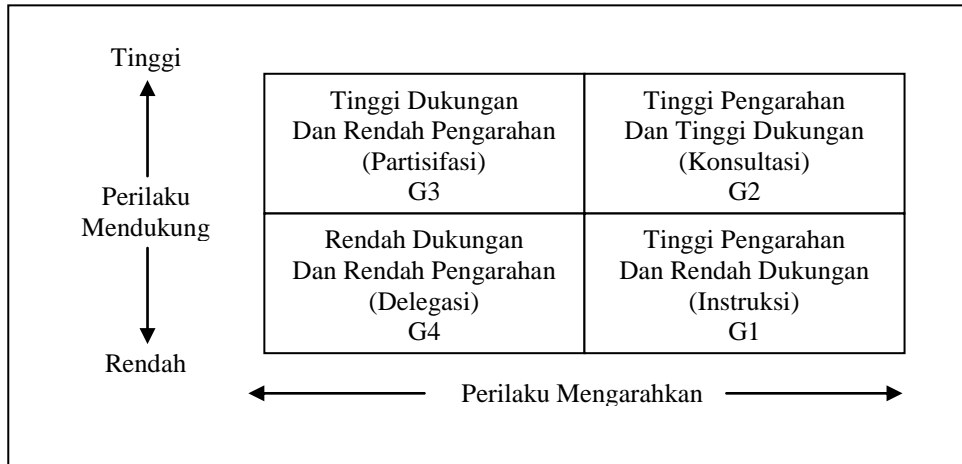 Tinggi
Perilaku
Mendukung
Rendah
Tinggi Dukungan
Dan Rendah Pengarahan
(Partisifasi)
G3
Tinggi Pengarahan
Dan Tinggi Dukungan
(Konsultasi)
G2
Rendah Dukungan
Dan Rendah Pengarahan
(Delegasi)
G4
Tinggi Pengarahan
Dan Rendah Dukungan
(Instruksi)
G1
Perilaku Mengarahkan